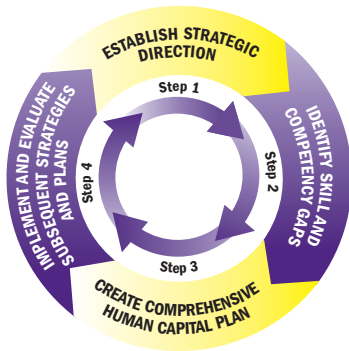 ESTABLISH STRATEGIC
DIRECTION
Step 1
IDENTIFY SKILL AND
COMPETENCY GAPS
Step 2
Step 3
CREATE COMPREHENSIVE
HUMAN CAPITAL PLAN
Step 4
IMPLEMENT AND EVALUATE
SUBSEQUENT STRATEGIES
AND PLANS